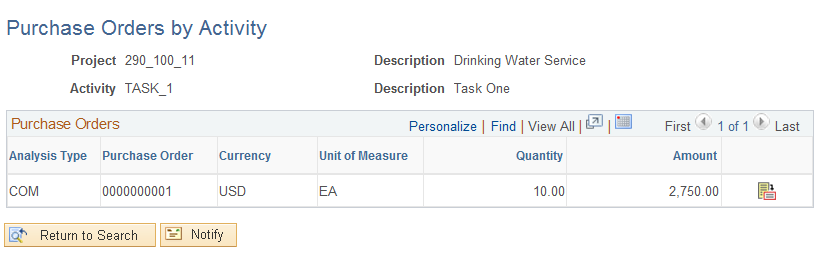 Purchase Orders by Activity
Project 290_100_11 Description Drinking Water Service
Activity TASK_1 Description Task One
Purchase Orders Personalize | Find | View All | | First 1 of 1 Last
Analysis Type Purchase Order Currency Unit of Measure Quantity Amount
COM 0000000001 USD EA 10.00 2,750.00
Return to Search Notify